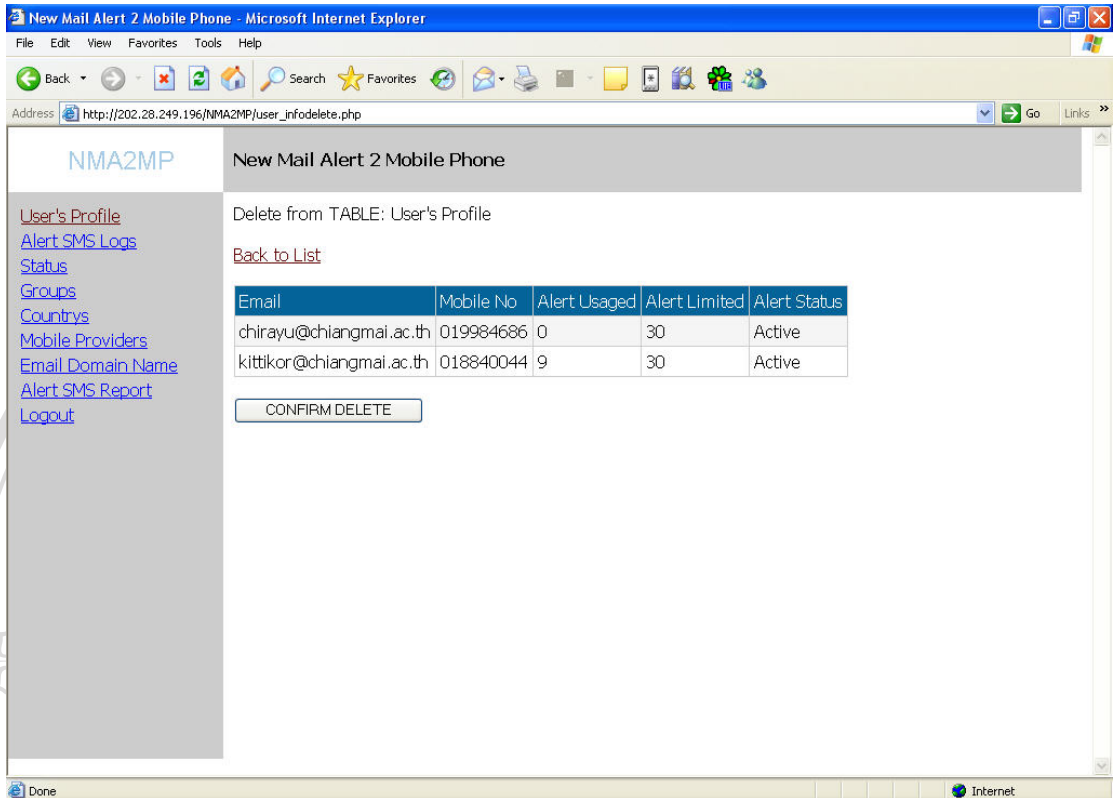 New Mail Alert 2 Mobile Phone - Microsoft Internet Explorer
File Edit View Favorites Tools Help
Back Search Favorites
Address http://202.28.249.196/NMA2MP/user_infodelete.php Go Links »
NMA2MP
New Mail Alert 2 Mobile Phone
User's Profile
Alert SMS Logs
Status
Groups
Countrys
Mobile Providers
Email Domain Name
Alert SMS Report
Logout
Delete from TABLE: User's Profile
Back to List
Email Mobile No Alert Usaged Alert Limited Alert Status
chirayu@chiangmai.ac.th 019984686 0 30 Active
kittikor@chiangmai.ac.th 018840044 9 30 Active
CONFIRM DELETE
Done Internet